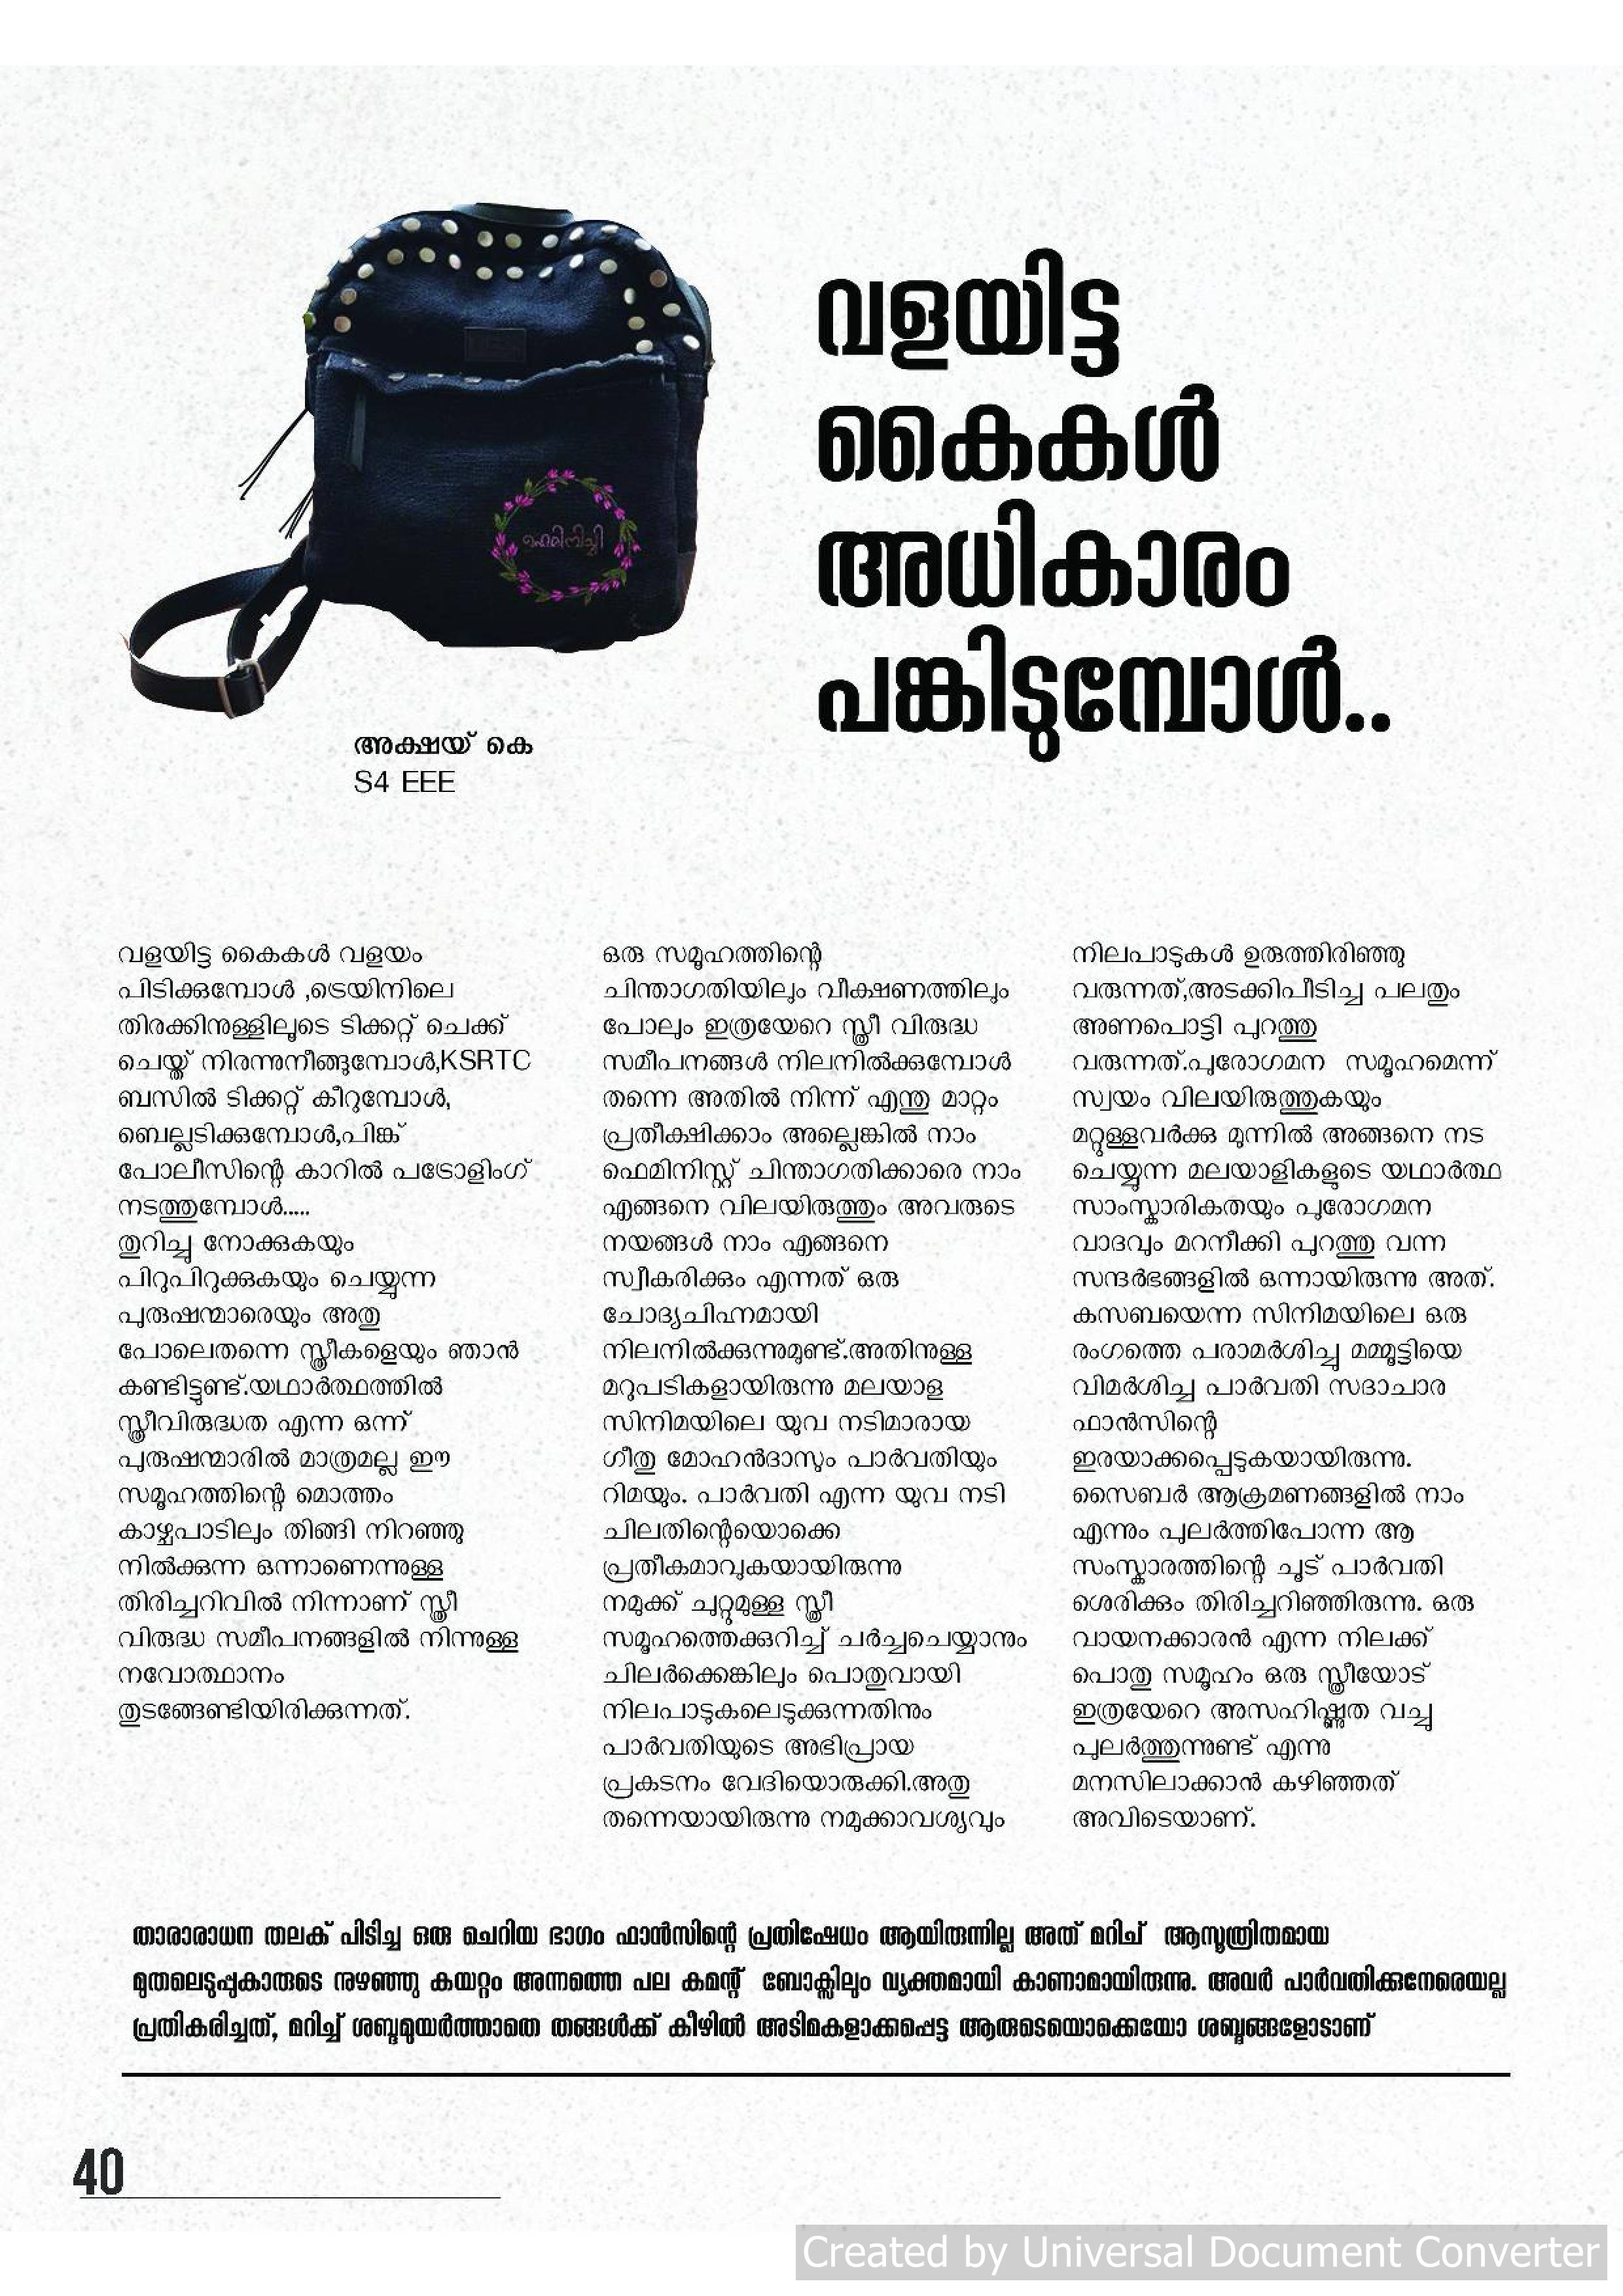 വളയിട്ട
കൈകൾ
അധികാരം
പങ്കിടുമ്പോൾ..
ഫെമിനിച്ചി
അക്ഷയ് കെ
S4 EEE
വളയിട്ട കൈകൾ വളയം
പിടിക്കുമ്പോൾ ,ട്രെയിനിലെ
തിരക്കിനുള്ളിലൂടെ ടിക്കറ്റ് ചെക്ക്
ചെയ്ത് നിരന്നുനീങ്ങുമ്പോൾ,KSRTC
ബസിൽ ടിക്കറ്റ് കീറുമ്പോൾ,
ബെല്ലടിക്കുമ്പോൾ,പിങ്ക്
പോലീസിന്റെ കാറിൽ പട്രോളിംഗ്
നടത്തുമ്പോൾ.....
തുറിച്ചു നോക്കുകയും
പിറുപിറുക്കുകയും ചെയ്യുന്ന
പുരുഷന്മാരെയും അതു
പോലെതന്നെ സ്ത്രീകളെയും ഞാൻ
കണ്ടിട്ടുണ്ട്.യഥാർത്ഥത്തിൽ
സ്ത്രീവിരുദ്ധത എന്ന ഒന്ന്
പുരുഷന്മാരിൽ മാത്രമല്ല ഈ
സമൂഹത്തിന്റെ മൊത്തം
കാഴ്ചപാടിലും തിങ്ങി നിറഞ്ഞു
നിൽക്കുന്ന ഒന്നാണെന്നുള്ള
തിരിച്ചറിവിൽ നിന്നാണ് സ്ത്രീ
വിരുദ്ധ സമീപനങ്ങളിൽ നിന്നുള്ള
നവോത്ഥാനം
തുടങ്ങേണ്ടിയിരിക്കുന്നത്.
ഒരു സമൂഹത്തിന്റെ
ചിന്താഗതിയിലും വീക്ഷണത്തിലും
പോലും ഇത്രയേറെ സ്ത്രീ വിരുദ്ധ
സമീപനങ്ങൾ നിലനിൽക്കുമ്പോൾ
തന്നെ അതിൽ നിന്ന് എന്തു മാറ്റം
പ്രതീക്ഷിക്കാം അല്ലെങ്കിൽ നാം
ഫെമിനിസ്റ്റ് ചിന്താഗതിക്കാരെ നാം
എങ്ങനെ വിലയിരുത്തും അവരുടെ
നയങ്ങൾ നാം എങ്ങനെ
സ്വീകരിക്കും എന്നത് ഒരു
ചോദ്യചിഹ്നമായി
നിലനിൽക്കുന്നുമുണ്ട്.അതിനുള്ള
മറുപടികളായിരുന്നു മലയാള
സിനിമയിലെ യുവ നടിമാരായ
ഗീതു മോഹൻദാസും പാർവതിയും
റിമയും. പാർവതി എന്ന യുവ നടി
ചിലതിന്റെയൊക്കെ
പ്രതീകമാവുകയായിരുന്നു
നമുക്ക് ചുറ്റുമുള്ള സ്ത്രീ
സമൂഹത്തെക്കുറിച്ച് ചർച്ചചെയ്യാനും
ചിലർക്കെങ്കിലും പൊതുവായി
നിലപാടുകലെടുക്കുന്നതിനും
പാർവതിയുടെ അഭിപ്രായ
പ്രകടനം വേദിയൊരുക്കി.അതു
തന്നെയായിരുന്നു നമുക്കാവശ്യവും
നിലപാടുകൾ ഉരുത്തിരിഞ്ഞു
വരുന്നത്,അടക്കിപീടിച്ച പലതും
അണപൊട്ടി പുറത്തു
വരുന്നത്.പുരോഗമന സമൂഹമെന്ന്
സ്വയം വിലയിരുത്തുകയും
മറ്റുള്ളവർക്കു മുന്നിൽ അങ്ങനെ നട
ചെയ്യുന്ന മലയാളികളുടെ യഥാർത്ഥ
സാംസ്കാരികതയും പുരോഗമന
വാദവും മറനീക്കി പുറത്തു വന്ന
സന്ദർഭങ്ങളിൽ ഒന്നായിരുന്നു അത്.
കസബയെന്ന സിനിമയിലെ ഒരു
രംഗത്തെ പരാമർശിച്ചു മമ്മൂട്ടിയെ
വിമർശിച്ച പാർവതി സദാചാര
ഫാൻസിന്റെ
ഇരയാക്കപ്പെടുകയായിരുന്നു.
സൈബർ ആക്രമണങ്ങളിൽ നാം
എന്നും പുലർത്തിപോന്ന ആ
സംസ്കാരത്തിന്റെ ചൂട് പാർവതി
ശെരിക്കും തിരിച്ചറിഞ്ഞിരുന്നു. ഒരു
വായനക്കാരൻ എന്ന നിലക്ക്
പൊതു സമൂഹം ഒരു സ്ത്രീയോട്
ഇത്രയേറെ അസഹിഷ്ണുത വച്ചു
പുലർത്തുന്നുണ്ട് എന്നു
മനസിലാക്കാൻ കഴിഞ്ഞത്
അവിടെയാണ്.
താരാരാധന തലക് പിടിച്ച ഒരു ചെറിയ ഭാഗം ഫാൻസിന്റെ പ്രതിഷേധം ആയിരുന്നില്ല അത് മറിച് ആസൂത്രിതമായ
മുതലെടുപ്പുകാരുടെ നുഴഞ്ഞു കയറ്റം അന്നത്തെ പല കമന്റ് ബോക്സിലും വ്യക്തമായി കാണാമായിരുന്നു. അവർ പാർവതിക്കുനേരെയല്ല
പ്രതികരിച്ചത്, മറിച്ച് ശബ്ദമുയർത്താതെ തങ്ങൾക്ക് കീഴിൽ അടിമകളാക്കപ്പെട്ട ആരുടെയൊക്കെയോ ശബ്ദങ്ങളോടാണ്
40
Created by Universal Document Converter